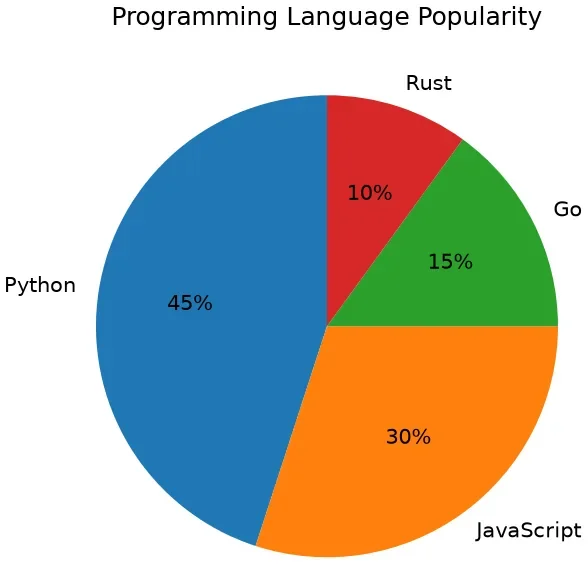 Programming Language Popularity
Rust
10%
Go
15%
Python
45%
30%
JavaScript